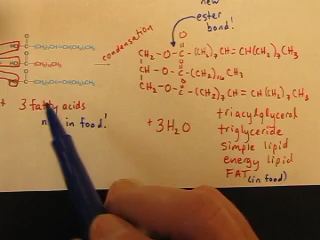 new
ester
bond!
condensation
O
CH₂ - O - C - (CH₂)₇CH = CH(CH₂)₇CH₃
O
CH - O - C - (CH₂)₁₆CH₃
O
CH₂ - O - C - (CH₂)₇CH = CH(CH₂)₇CH₃
+ 3 fatty acids
in food!
+ 3H₂O
triacylglycerol
triglyceride
simple lipid
energy lipid
FAT (in food)